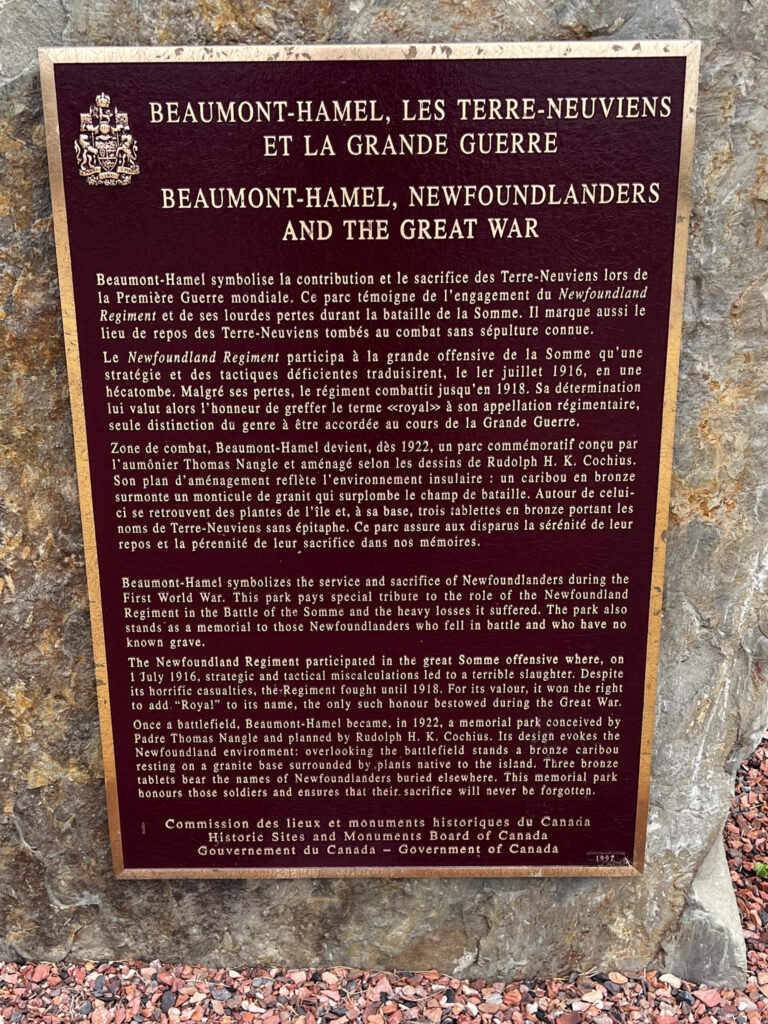 BEAUMONT-HAMEL, LES TERRE-NEUVIENS
ET LA GRANDE GUERRE
BEAUMONT-HAMEL, NEWFOUNDLANDERS
AND THE GREAT WAR
Beaumont-Hamel symbolise la contribution et le sacrifice des Terre-Neuviens lors de
la Première Guerre mondiale. Ce parc témoigne de l'engagement du Newfoundland
Regiment et de ses lourdes pertes durant la bataille de la Somme. Il marque aussi le
lieu de repos des Terre-Neuviens tombés au combat sans sépulture connue.
Le Newfoundland Regiment participa à la grande offensive de la Somme qu'une
stratégie et des tactiques déficientes traduisirent, le 1er juillet 1916, en une
hécatombe. Malgré ses pertes, le régiment combattit jusqu'en 1918. Sa détermination
lui valut alors l'honneur de greffer le terme «royal» à son appellation régimentaire,
seule distinction du genre à être accordée au cours de la Grande Guerre.
Zone de combat, Beaumont-Hamel devient, dès 1922, un parc commémoratif conçu par
l'aumônier Thomas Nangle et aménagé selon les dessins de Rudolph H. K. Cochius.
Son plan d'aménagement reflète l'environnement insulaire : un caribou en bronze
surmonte un monticule de granit qui surplombe le champ de bataille. Autour de celui-
ci se retrouvent des plantes de l'île et, à sa base, trois tablettes en bronze portant les
noms de Terre-Neuviens sans épitaphe. Ce parc assure aux disparus la sérénité de leur
repos et la pérennité de leur sacrifice dans nos mémoires.
Beaumont-Hamel symbolizes the service and sacrifice of Newfoundlanders during the
First World War. This park pays special tribute to the role of the Newfoundland
Regiment in the Battle of the Somme and the heavy losses it suffered. The park also
stands as a memorial to those Newfoundlanders who fell in battle and who have no
known grave.
The Newfoundland Regiment participated in the great Somme offensive where, on
1 July 1916, strategic and tactical miscalculations led to a terrible slaughter. Despite
its horrific casualties, the Regiment fought until 1918. For its valour, it won the right
to add "Royal" to its name, the only such honour bestowed during the Great War.
Once a battlefield, Beaumont-Hamel became, in 1922, a memorial park conceived by
Padre Thomas Nangle and planned by Rudolph H. K. Cochius. Its design evokes the
Newfoundland environment: overlooking the battlefield stands a bronze caribou
resting on a granite base surrounded by plants native to the island. Three bronze
tablets bear the names of Newfoundlanders buried elsewhere. This memorial park
honours those soldiers and ensures that their sacrifice will never be forgotten.
Commission des lieux et monuments historiques du Canada
Historic Sites and Monuments Board of Canada
Gouvernement du Canada – Government of Canada
1997